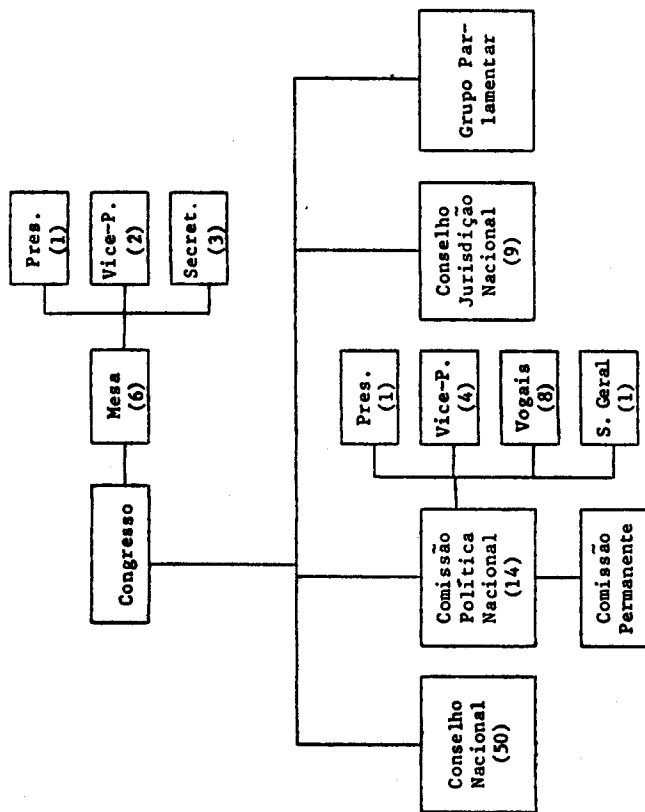 Congresso
Mesa
(6)
Pres.
(1)
Vice-P.
(2)
Secret.
(3)
Conselho
Nacional
(50)
Comissão
Política
Nacional
(14)
Pres.
(1)
Vice-P.
(4)
Vogais
(8)
S. Geral
(1)
Comissão
Permanente
Conselho
Jurisdição
Nacional
(9)
Grupo Par-
lamentar